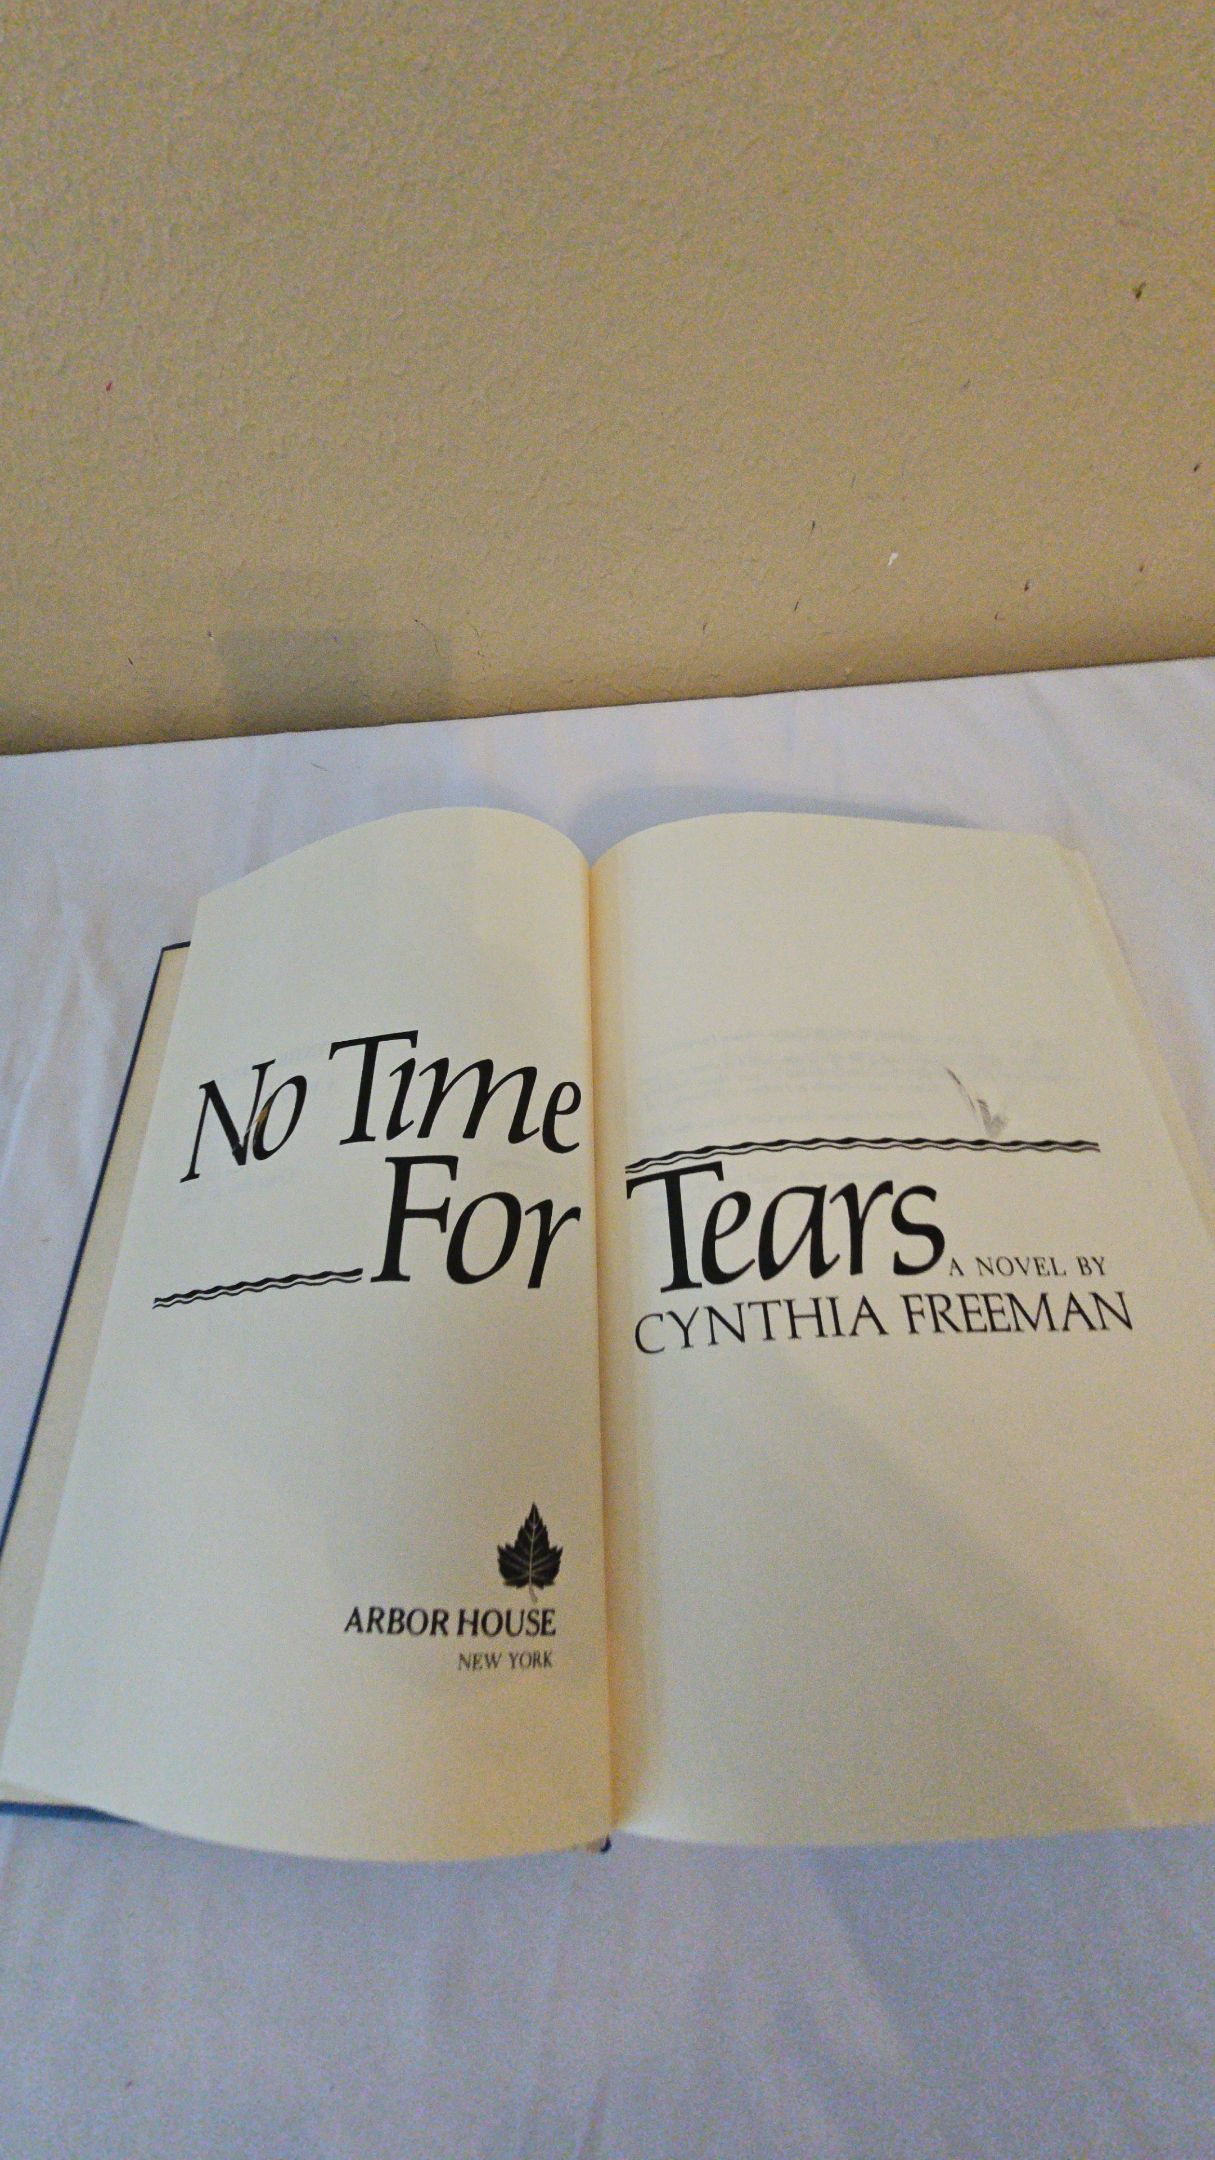 No Time
For Tears
A NOVEL BY
CYNTHIA FREEMAN
ARBOR HOUSE
NEW YORK